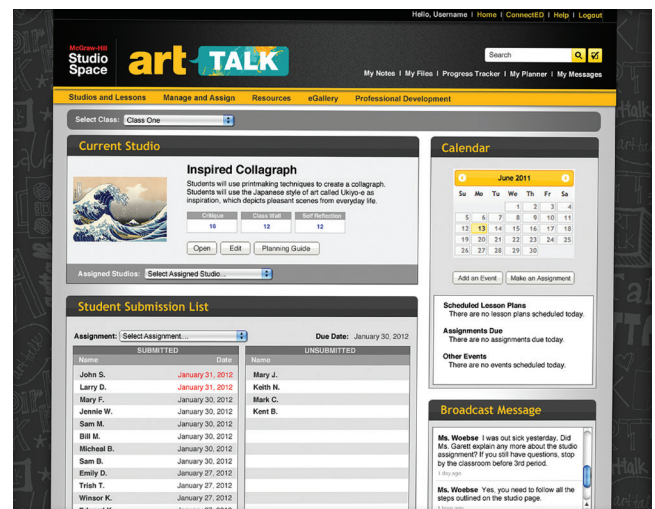 Hello, Username | Home | ConnectED | Help | Logout
McGraw-Hill
Studio
Space
art TALK
Search
My Notes | My Files | Progress Tracker | My Planner | My Messages
Studios and Lessons Manage and Assign Resources eGallery Professional Development
Select Class: Class One
Current Studio
Inspired Collagraph
Students will use printmaking techniques to create a collagraph.
Students will use the Japanese style of art called Ukiyo-e as
inspiration, which depicts pleasant scenes from everyday life.
Critique Class Wall Self Reflection
16 12 12
Open Edit Planning Guide
Assigned Studios: Select Assigned Studio...
Calendar
June 2011
Su Mo Tu We Th Fr Sa
1 2 3 4
5 6 7 8 9 10 11
12 13 14 15 16 17 18
19 20 21 22 23 24 25
26 27 28 29 30
Add an Event Make an Assignment
Scheduled Lesson Plans
There are no lesson plans scheduled today.
Assignments Due
There are no assignments due today.
Other Events
There are no events scheduled today.
Student Submission List
Assignment: Select Assignment.... Due Date: January 30, 2012
SUBMITTED UNSUBMITTED
Name Date Name
John S. January 31, 2012 Mary J.
Larry D. January 31, 2012 Keith N.
Mary F. January 30, 2012 Mark C.
Jennie W. January 30, 2012 Kent B.
Sam M. January 30, 2012
Bill M. January 30, 2012
Micheal B. January 30, 2012
Sam B. January 30, 2012
Emily D. January 27, 2012
Trish T. January 27, 2012
Winsor K. January 27, 2012
Broadcast Message
Ms. Woebse I was out sick yesterday. Did
Ms. Garett explain any more about the studio
assignment? If you still have questions, stop
by the classroom before 3rd period.
1 day ago
Ms. Woebse Yes, you need to follow all the
steps outlined on the studio page.